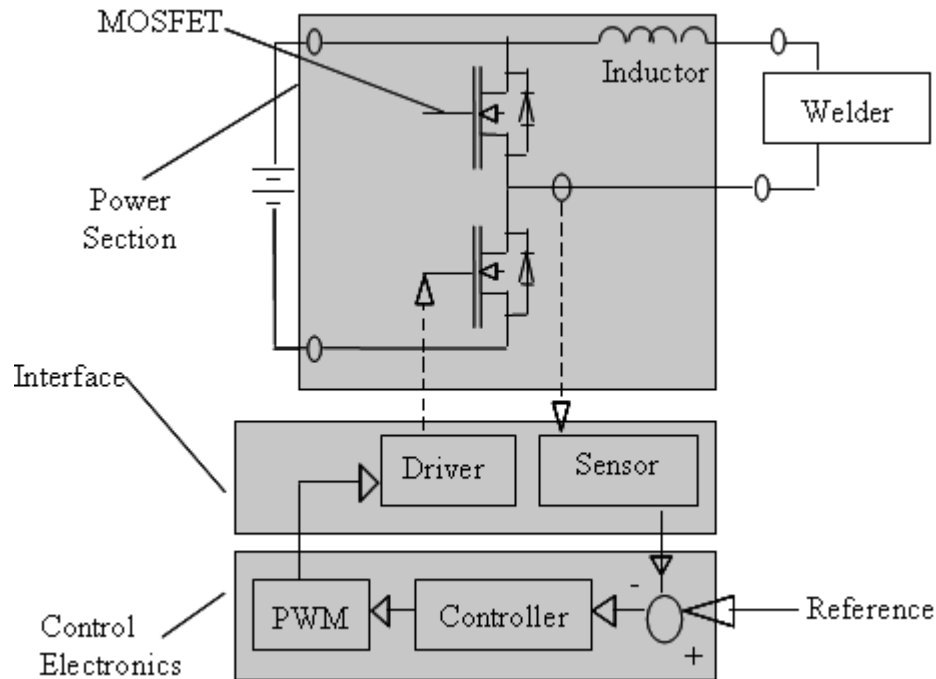 MOSFET
Inductor
Welder
Power
Section
Interface
Driver
Sensor
-
PWM
Controller
Reference
+
Control
Electronics